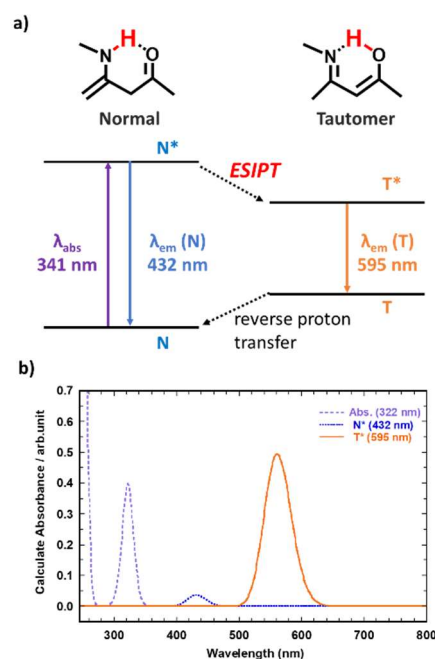 a)
H
N
O
Normal
H
N
O
Tautomer
N*
ESIPT
T*
λabs
341 nm
λem (N)
432 nm
λem (T)
595 nm
T
N
reverse proton
transfer
b)
Calculate Absorbance / arb.unit
0.7
0.6
0.5
0.4
0.3
0.2
0.1
0.0
Abs. (322 nm)
N* (432 nm)
T* (595 nm)
300 400 500 600 700 800
Wavelength (nm)